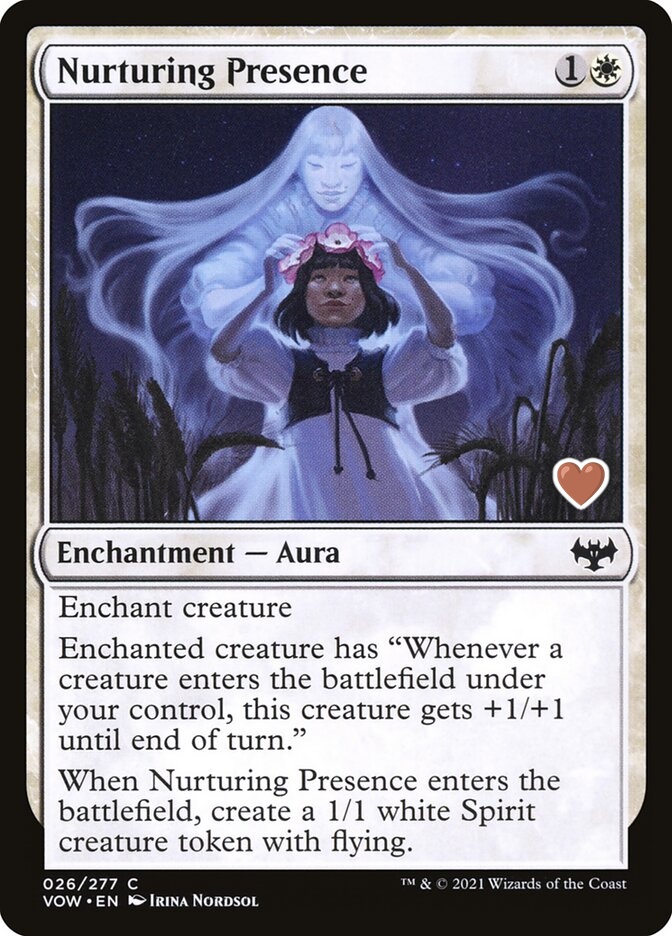 Nurturing Presence 1
Enchantment — Aura
Enchant creature
Enchanted creature has “Whenever a
creature enters the battlefield under
your control, this creature gets +1/+1
until end of turn.”
When Nurturing Presence enters the
battlefield, create a 1/1 white Spirit
creature token with flying.
026/277 C
VOW • EN Irina Nordsol
™ & © 2021 Wizards of the Coast